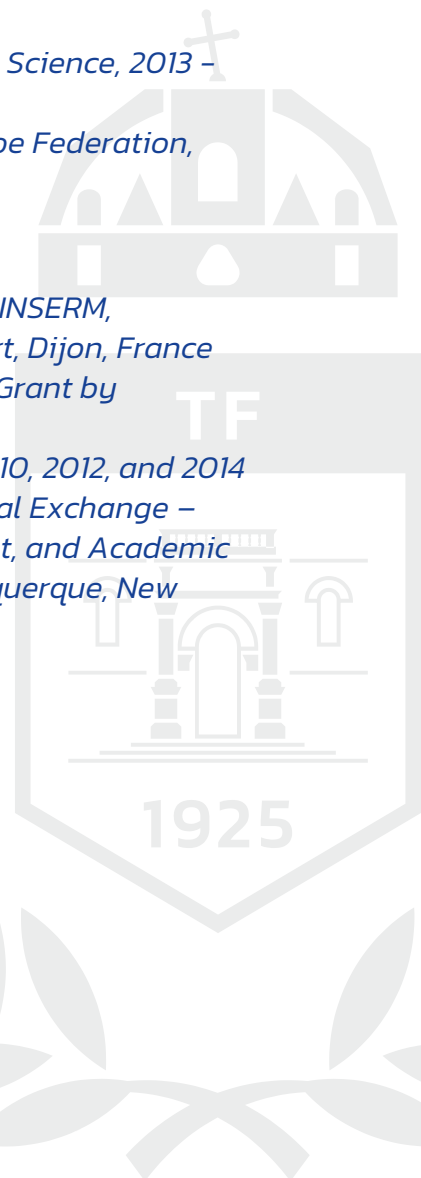 Science, 2013 –
be Federation,
INSERM,
rt, Dijon, France
Grant by
TF
10, 2012, and 2014
al Exchange –
t, and Academic
querque, New
1925